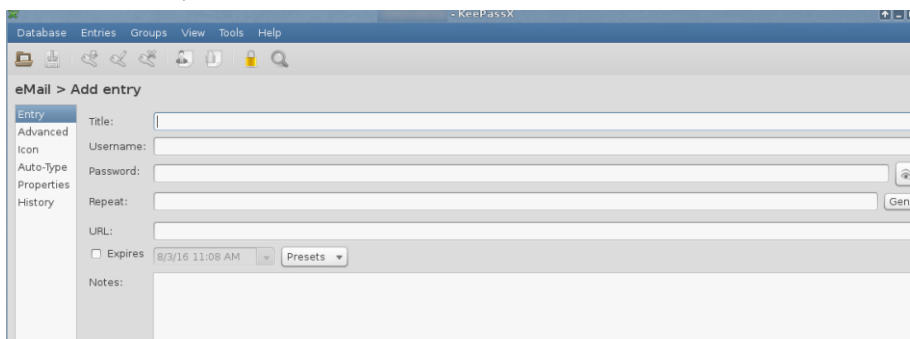 - KeePassX
Database Entries Groups View Tools Help
eMail > Add entry
Entry
Advanced
Icon
Auto-Type
Properties
History
Title:
Username:
Password:
Repeat:
Gen
URL:
Expires 8/3/16 11:08 AM Presets
Notes: